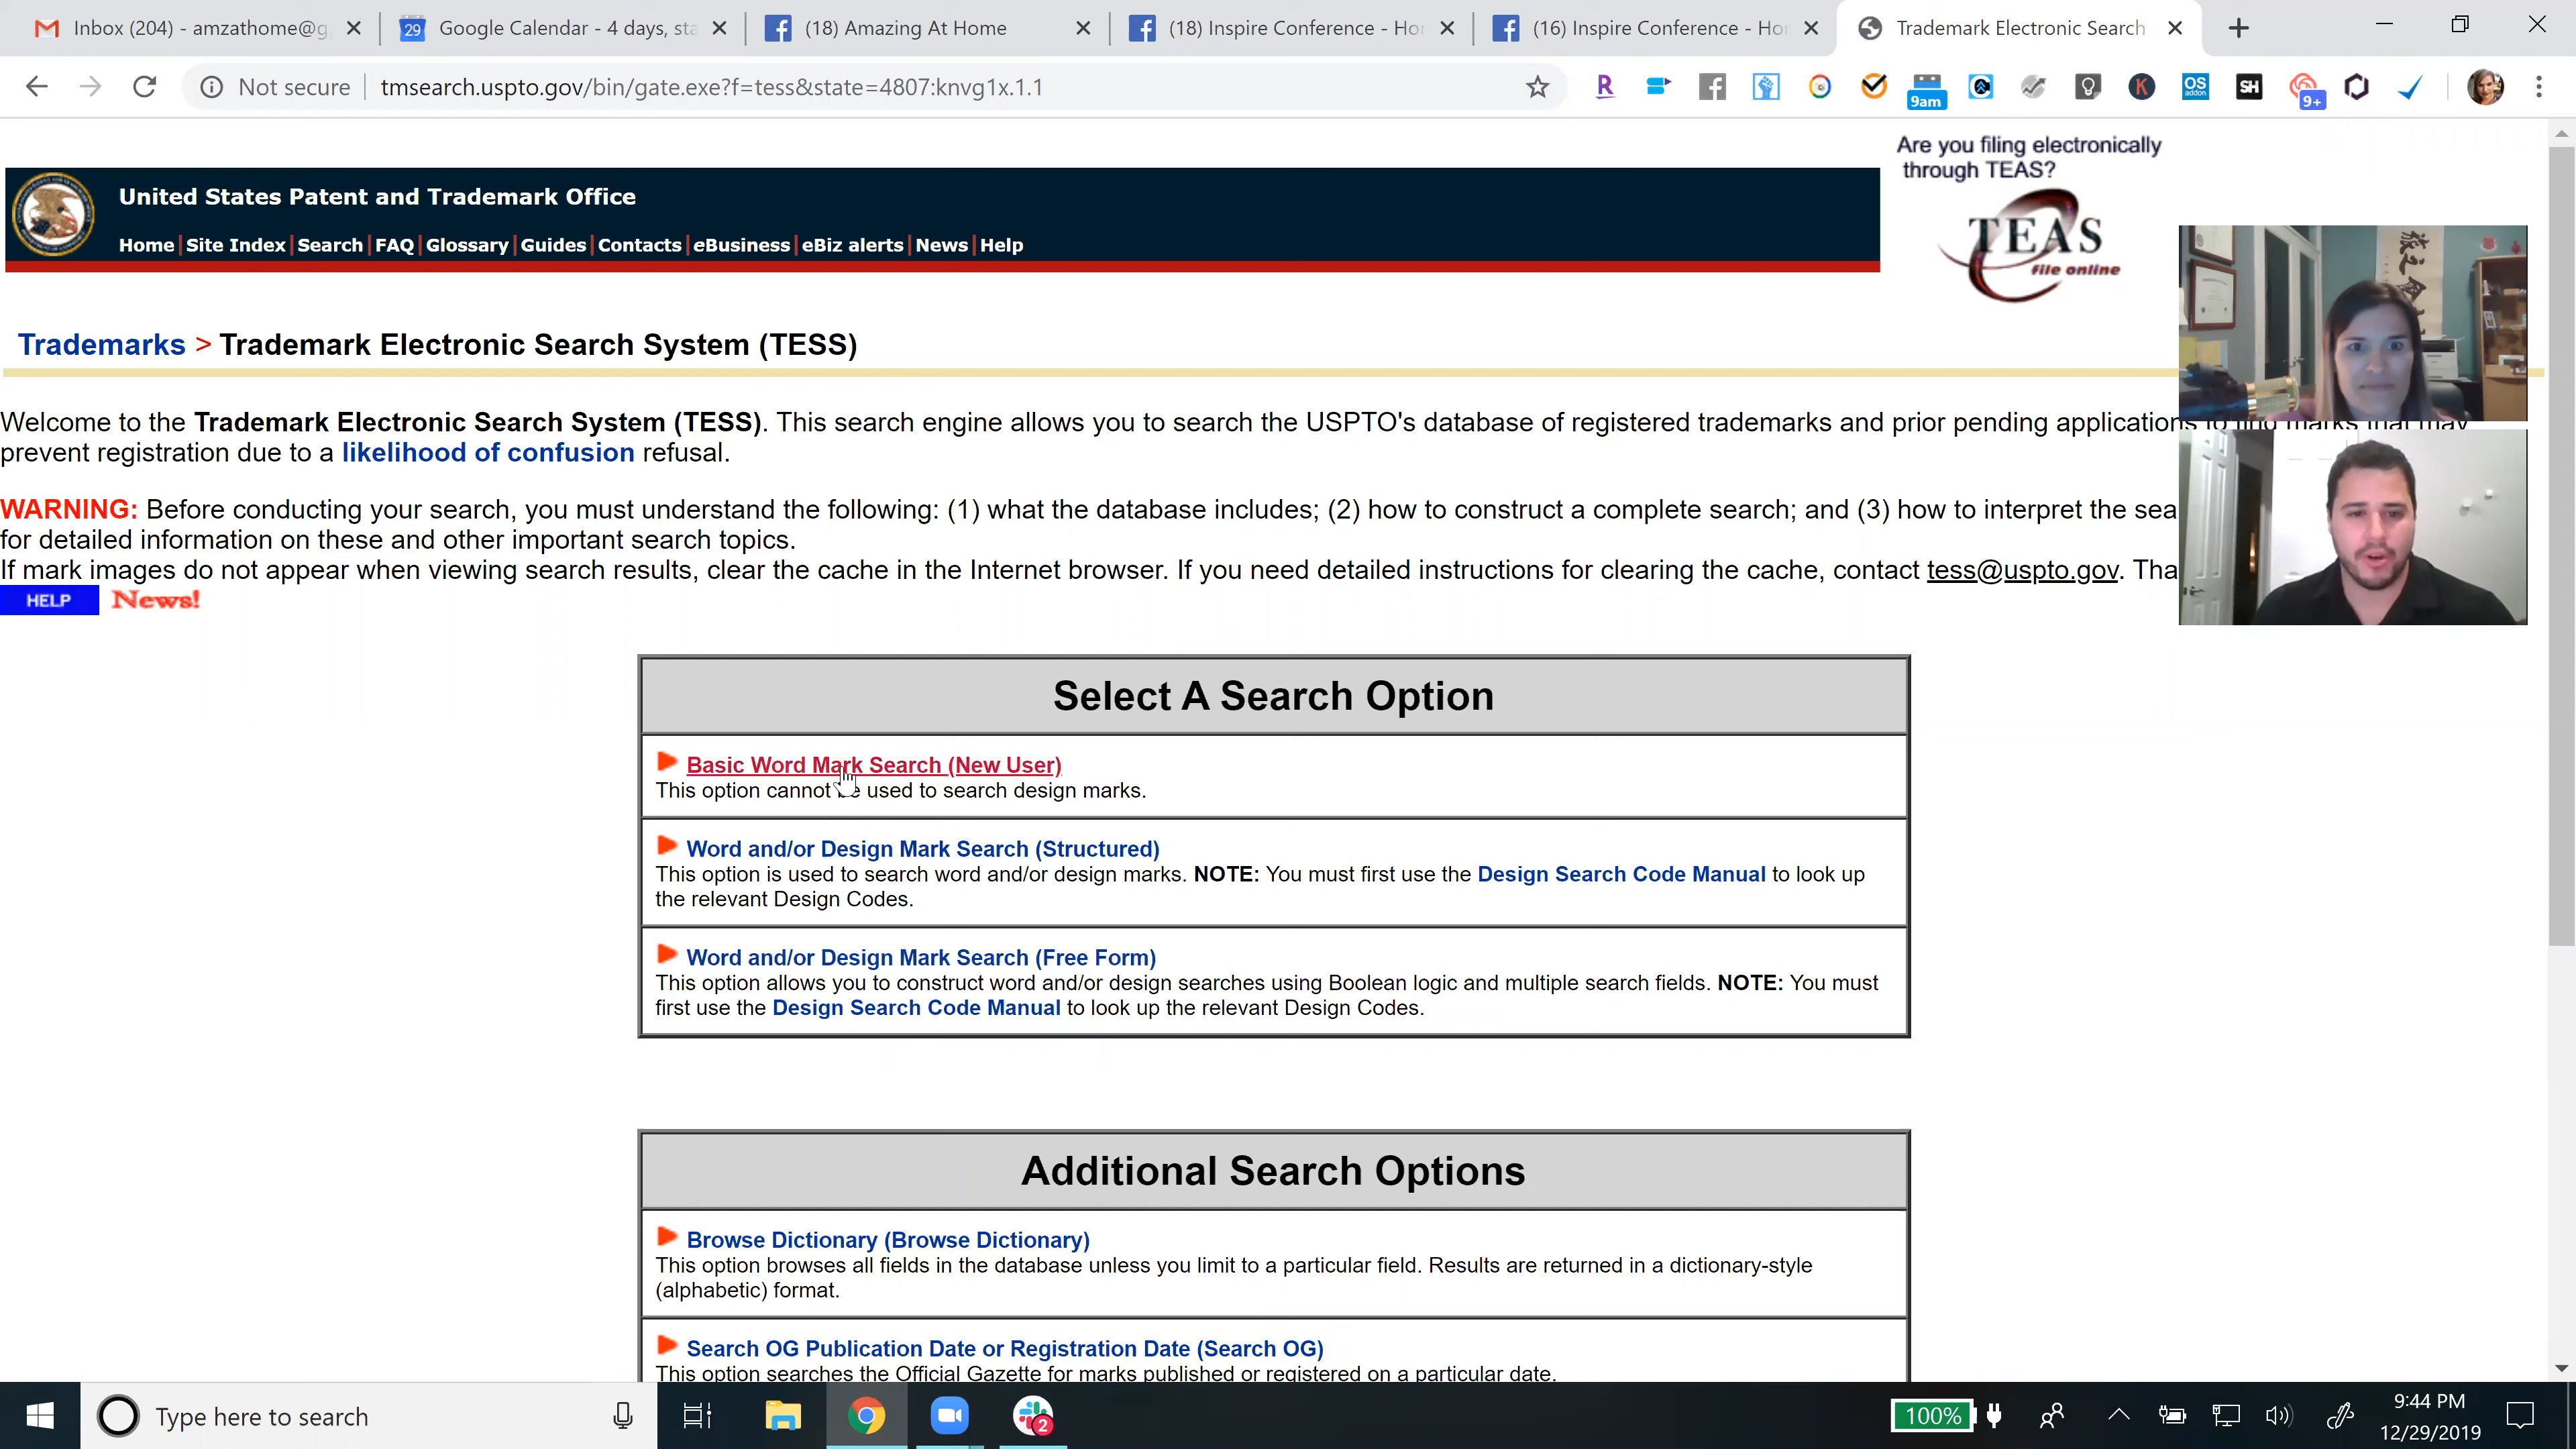 Inbox (204) - amzathome@g
29
Google Calendar - 4 days, sta
(18) Amazing At Home
(18) Inspire Conference - Ho
(16) Inspire Conference - Ho
Trademark Electronic Search
Not secure
tmsearch.uspto.gov/bin/gate.exe?f=tess&state=4807:knvg1x.1.1
R
9am
K
OS
addon
SH
9+
Are you filing electronically
through TEAS?
TEAS
file online
United States Patent and Trademark Office
Home|Site Index|Search|FAQ|Glossary|Guides|Contacts|eBusiness|eBiz alerts|News|Help
Trademarks > Trademark Electronic Search System (TESS)
Welcome to the Trademark Electronic Search System (TESS). This search engine allows you to search the USPTO's database of registered trademarks and prior pending applications to find marks that may
prevent registration due to a likelihood of confusion refusal.
WARNING: Before conducting your search, you must understand the following: (1) what the database includes; (2) how to construct a complete search; and (3) how to interpret the sea
for detailed information on these and other important search topics.
If mark images do not appear when viewing search results, clear the cache in the Internet browser. If you need detailed instructions for clearing the cache, contact tess@uspto.gov. Tha
HELP
News!
Select A Search Option
Basic Word Mark Search (New User)
This option cannot be used to search design marks.
Word and/or Design Mark Search (Structured)
This option is used to search word and/or design marks. NOTE: You must first use the Design Search Code Manual to look up
the relevant Design Codes.
Word and/or Design Mark Search (Free Form)
This option allows you to construct word and/or design searches using Boolean logic and multiple search fields. NOTE: You must
first use the Design Search Code Manual to look up the relevant Design Codes.
Additional Search Options
Browse Dictionary (Browse Dictionary)
This option browses all fields in the database unless you limit to a particular field. Results are returned in a dictionary-style
(alphabetic) format.
Search OG Publication Date or Registration Date (Search OG)
This option searches the Official Gazette for marks published or registered on a particular date.
Type here to search
2
100%
9:44 PM
12/29/2019